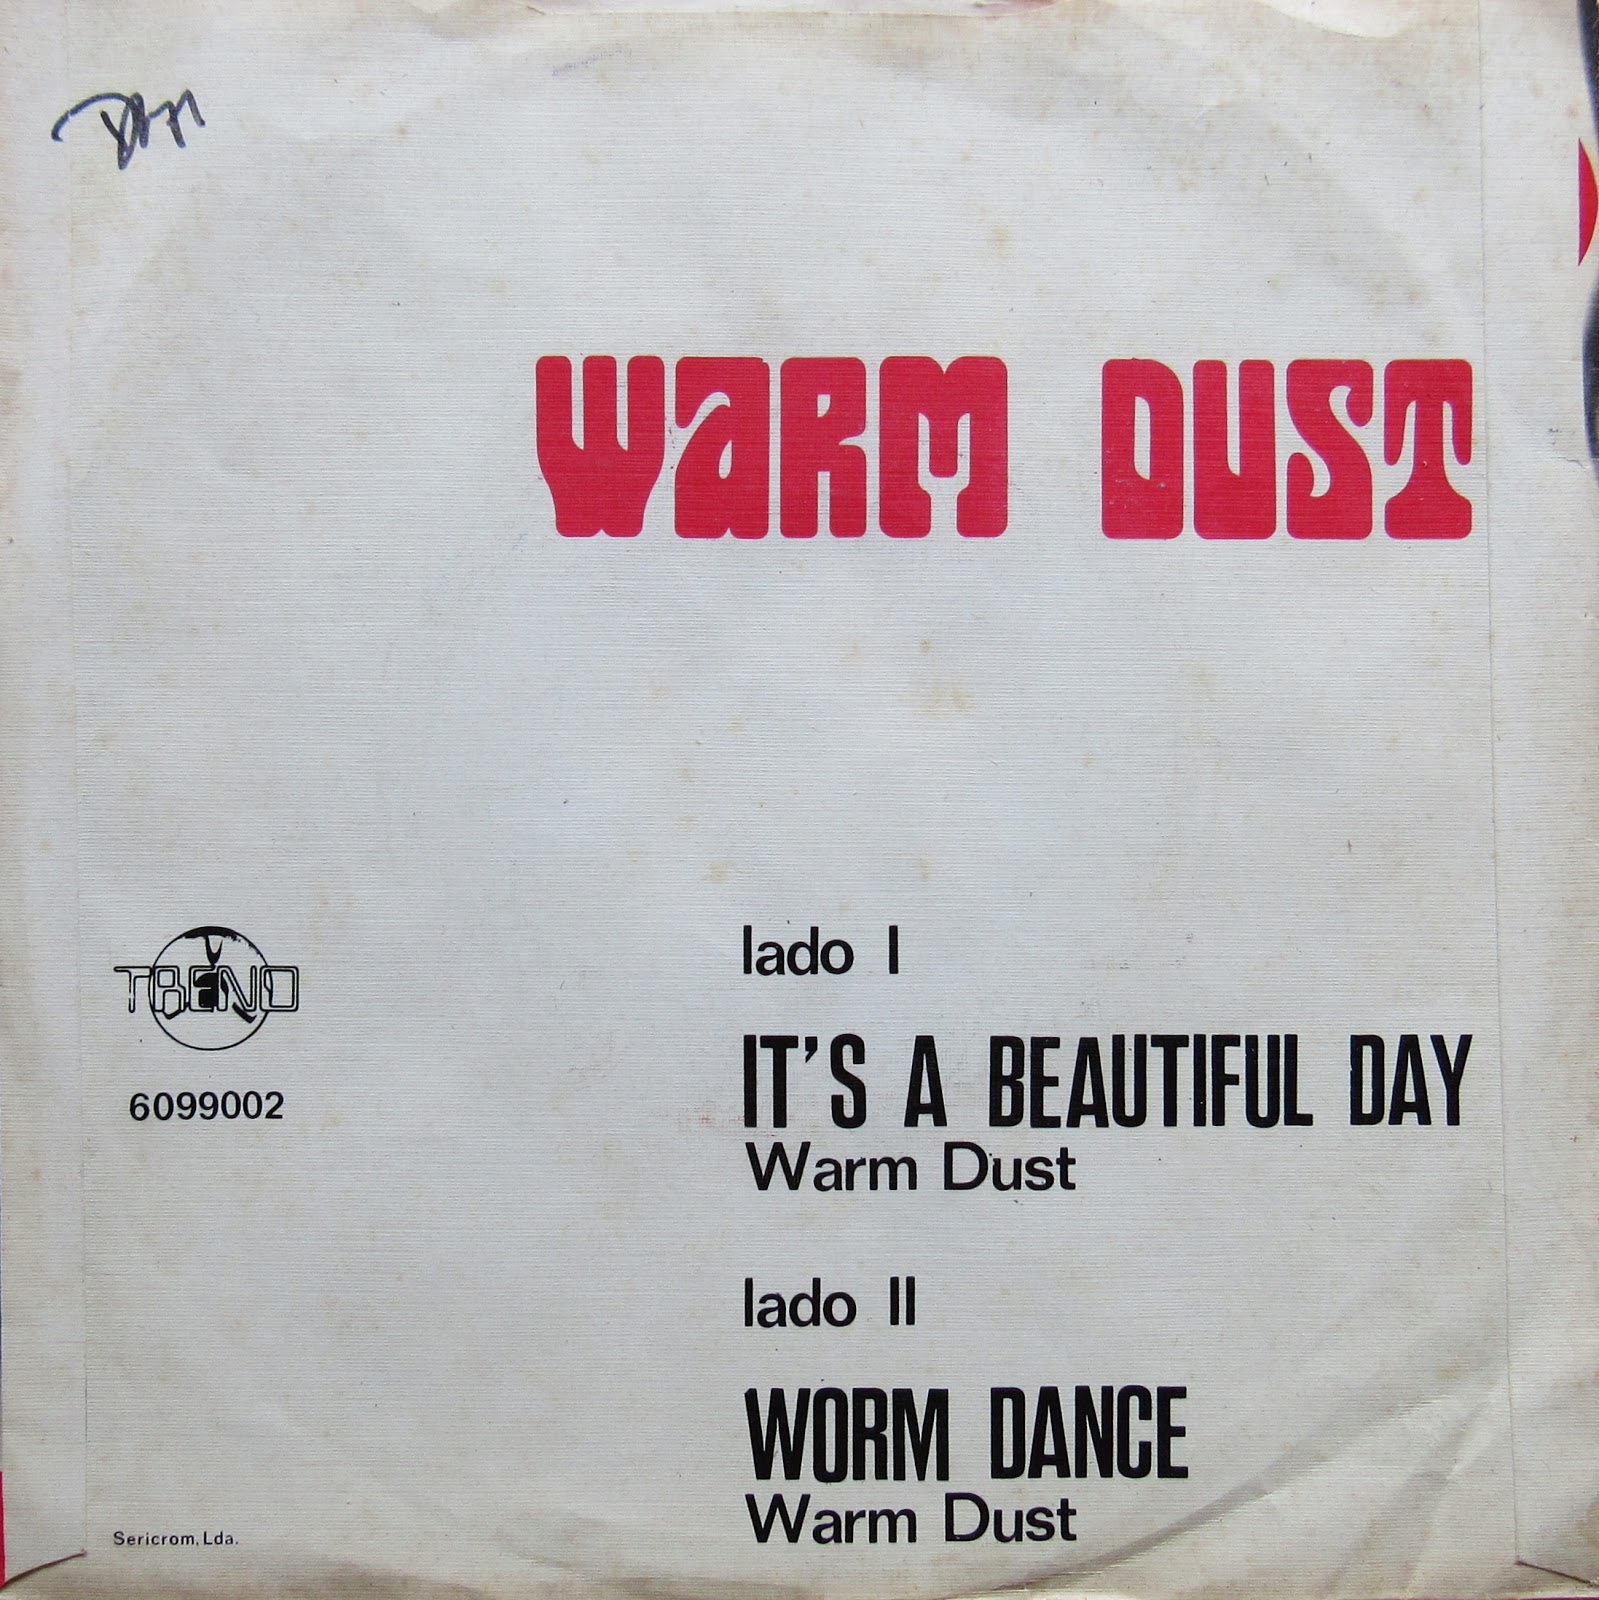 WARM DUST
TREND
6099002
lado I
IT'S A BEAUTIFUL DAY
Warm Dust
lado II
WORM DANCE
Warm Dust
Sericrom, Lda.